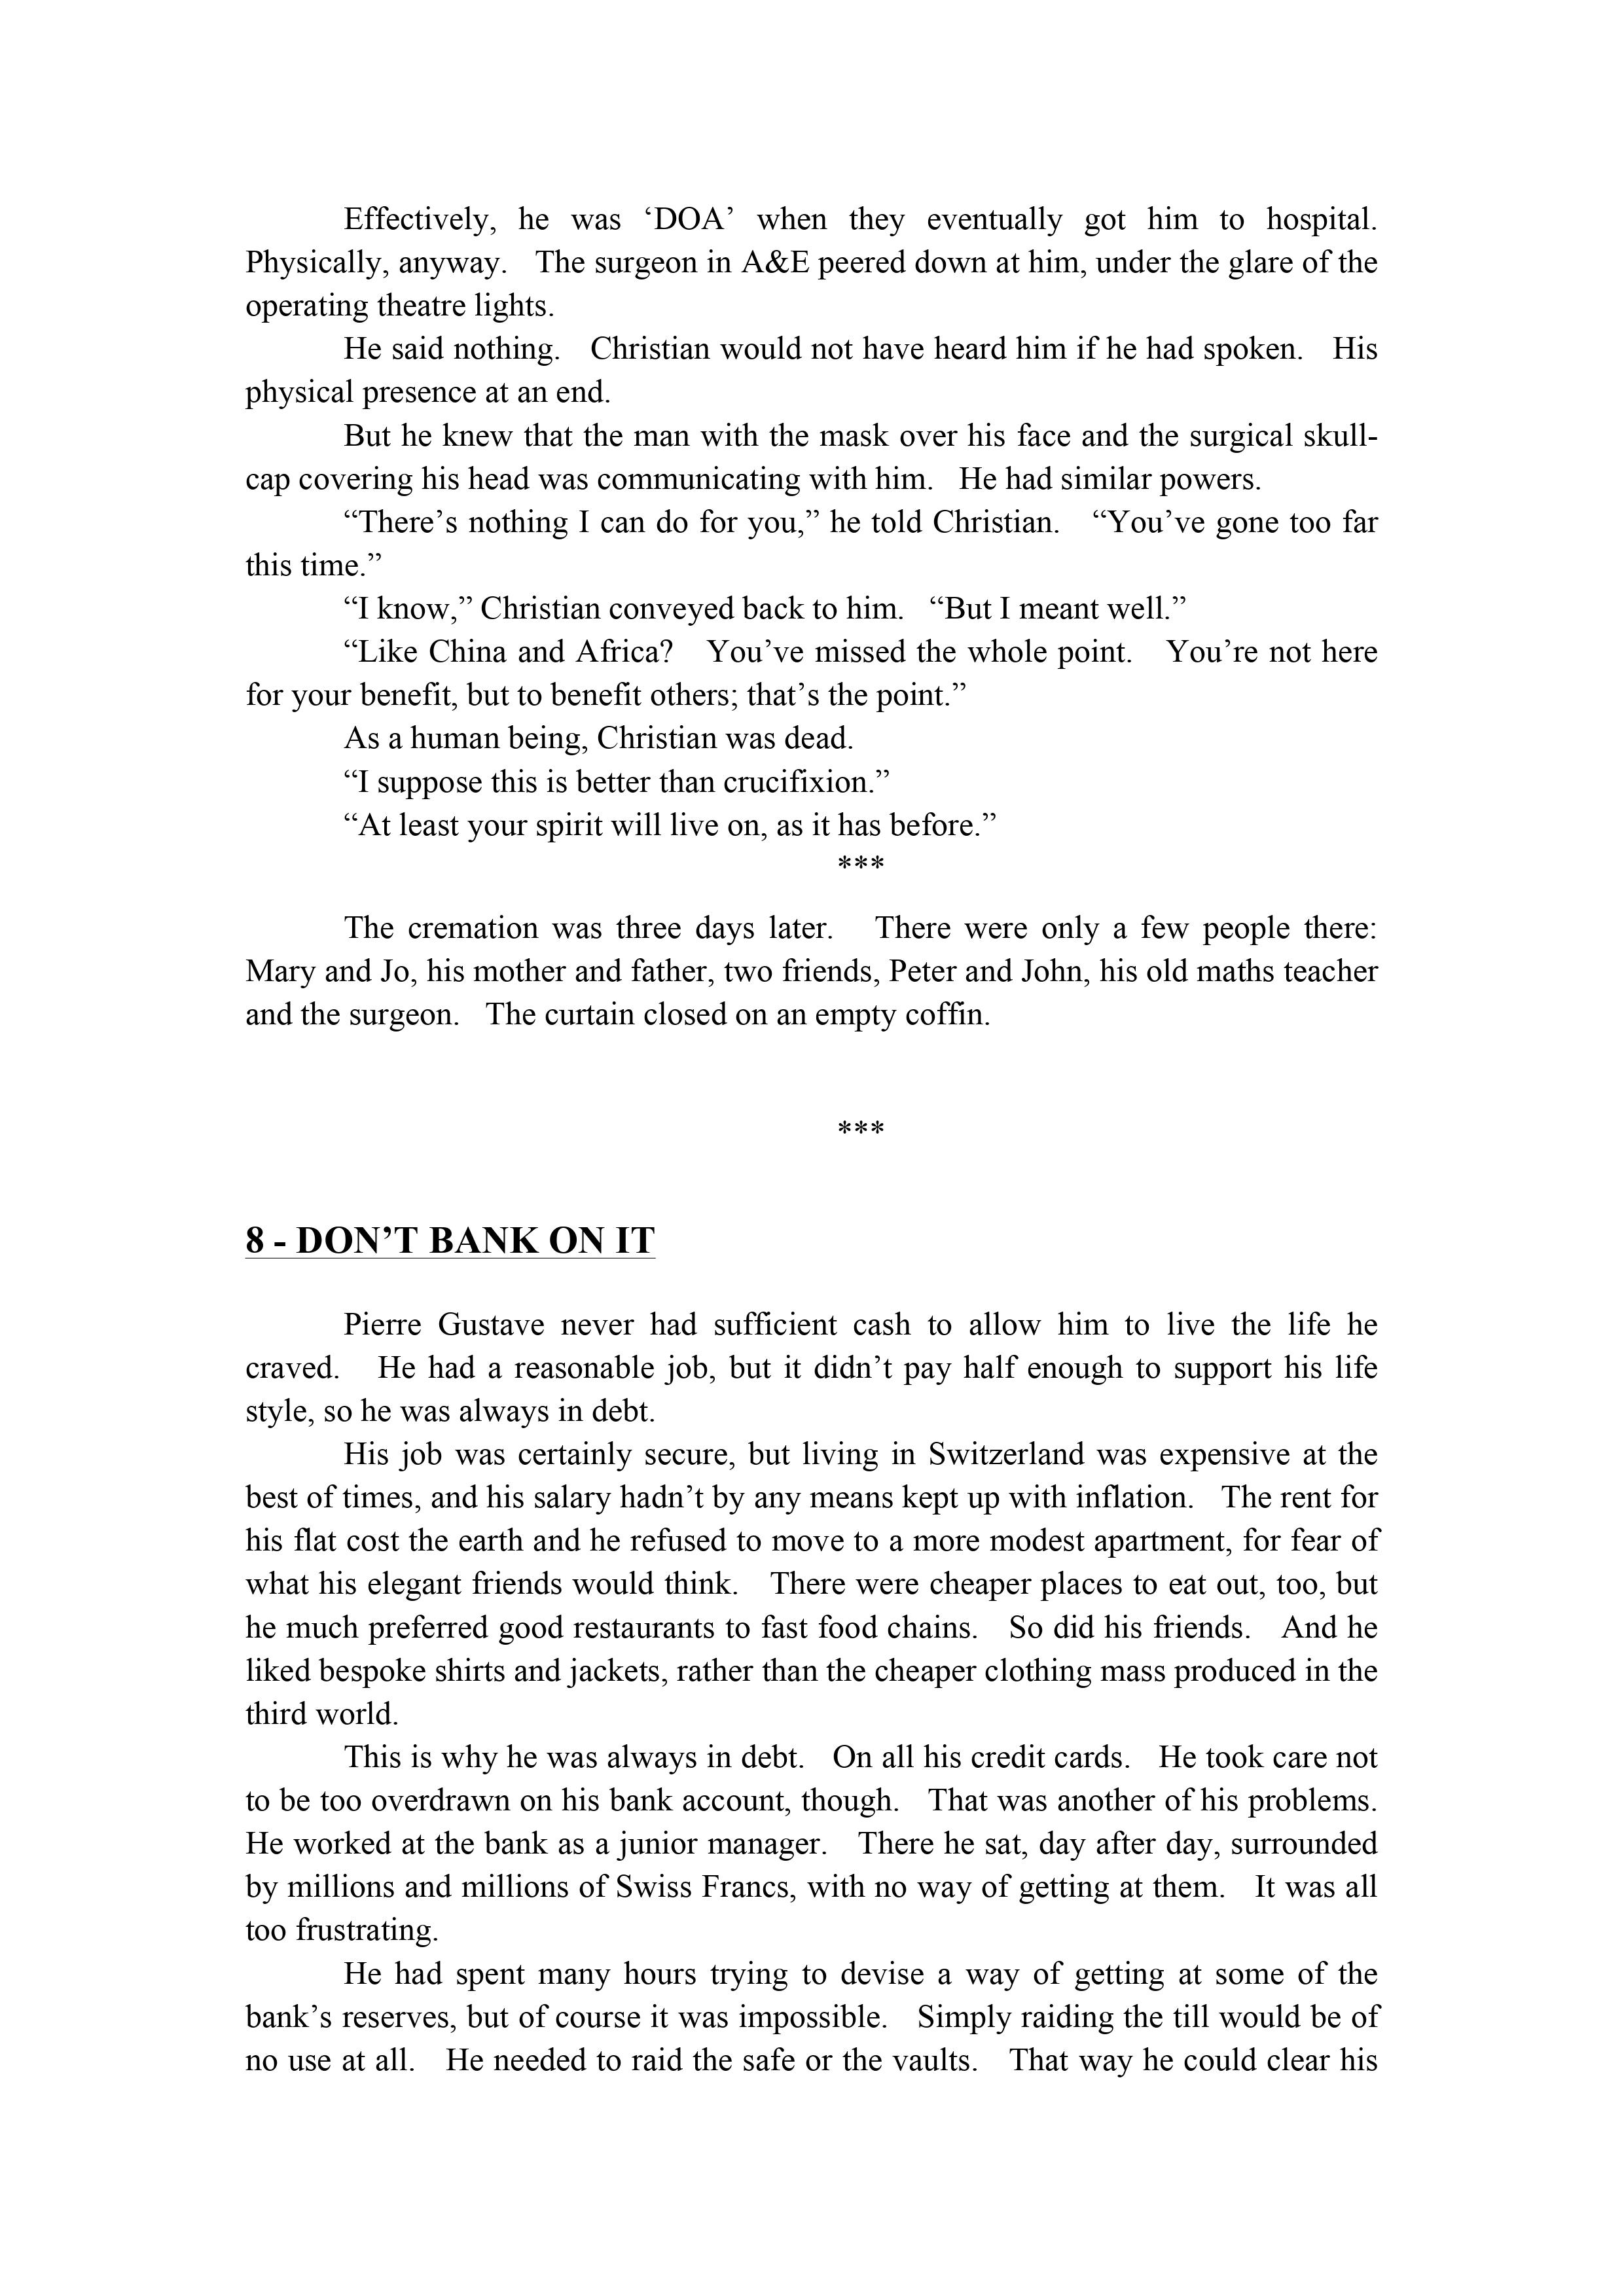 Effectively, he was ‘DOA’ when they eventually got him to hospital.
Physically, anyway. The surgeon in A&E peered down at him, under the glare of the
operating theatre lights.
He said nothing. Christian would not have heard him if he had spoken. His
physical presence at an end.
But he knew that the man with the mask over his face and the surgical skull-
cap covering his head was communicating with him. He had similar powers.
“There’s nothing I can do for you,” he told Christian. “You’ve gone too far
this time.”
“I know,” Christian conveyed back to him. “But I meant well.”
“Like China and Africa? You’ve missed the whole point. You’re not here
for your benefit, but to benefit others; that’s the point.”
As a human being, Christian was dead.
“I suppose this is better than crucifixion.”
“At least your spirit will live on, as it has before.”
***
The cremation was three days later. There were only a few people there:
Mary and Jo, his mother and father, two friends, Peter and John, his old maths teacher
and the surgeon. The curtain closed on an empty coffin.
***
8 - DON’T BANK ON IT
Pierre Gustave never had sufficient cash to allow him to live the life he
craved. He had a reasonable job, but it didn’t pay half enough to support his life
style, so he was always in debt.
His job was certainly secure, but living in Switzerland was expensive at the
best of times, and his salary hadn’t by any means kept up with inflation. The rent for
his flat cost the earth and he refused to move to a more modest apartment, for fear of
what his elegant friends would think. There were cheaper places to eat out, too, but
he much preferred good restaurants to fast food chains. So did his friends. And he
liked bespoke shirts and jackets, rather than the cheaper clothing mass produced in the
third world.
This is why he was always in debt. On all his credit cards. He took care not
to be too overdrawn on his bank account, though. That was another of his problems.
He worked at the bank as a junior manager. There he sat, day after day, surrounded
by millions and millions of Swiss Francs, with no way of getting at them. It was all
too frustrating.
He had spent many hours trying to devise a way of getting at some of the
bank’s reserves, but of course it was impossible. Simply raiding the till would be of
no use at all. He needed to raid the safe or the vaults. That way he could clear his